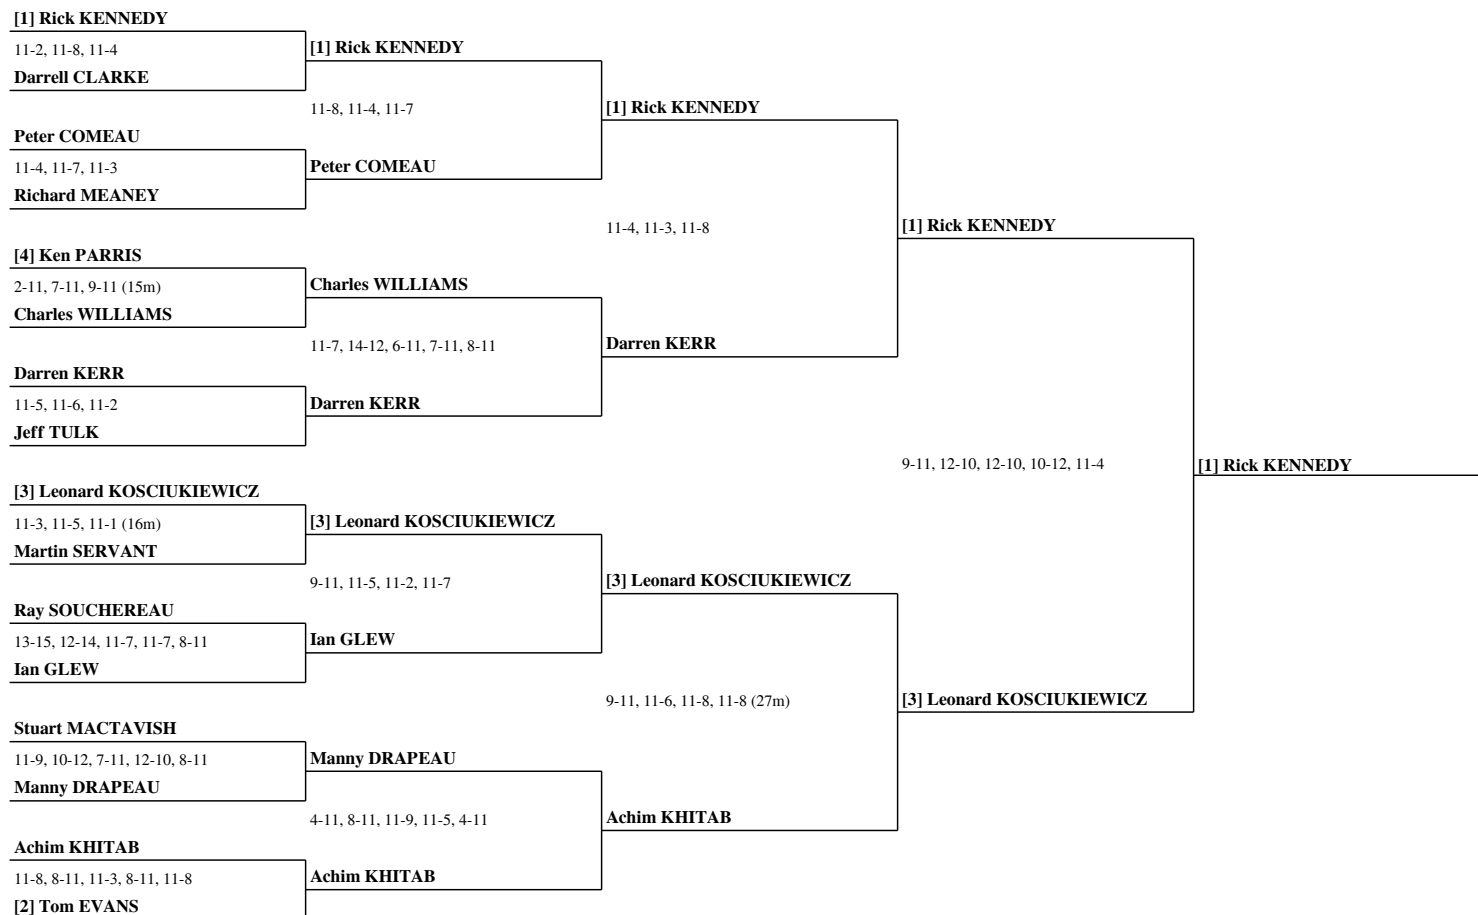 [1] Rick KENNEDY
11-2, 11-8, 11-4
Darrell CLARKE
Peter COMEAU
11-4, 11-7, 11-3
Richard MEANEY
[4] Ken PARRIS
2-11, 7-11, 9-11 (15m)
Charles WILLIAMS
Darren KERR
11-5, 11-6, 11-2
Jeff TULK
[3] Leonard KOSCIUKIEWICZ
11-3, 11-5, 11-1 (16m)
Martin SERVANT
Ray SOUCHEREAU
13-15, 12-14, 11-7, 11-7, 8-11
Ian GLEW
Stuart MACTAVISH
11-9, 10-12, 7-11, 12-10, 8-11
Manny DRAPEAU
Achim KHITAB
11-8, 8-11, 11-3, 8-11, 11-8
[2] Tom EVANS
[1] Rick KENNEDY
11-8, 11-4, 11-7
Peter COMEAU
Charles WILLIAMS
11-7, 14-12, 6-11, 7-11, 8-11
Darren KERR
[3] Leonard KOSCIUKIEWICZ
9-11, 11-5, 11-2, 11-7
Ian GLEW
Manny DRAPEAU
4-11, 8-11, 11-9, 11-5, 4-11
Achim KHITAB
[1] Rick KENNEDY
11-4, 11-3, 11-8
Darren KERR
[3] Leonard KOSCIUKIEWICZ
9-11, 11-6, 11-8, 11-8 (27m)
Achim KHITAB
[1] Rick KENNEDY
9-11, 12-10, 12-10, 10-12, 11-4
[3] Leonard KOSCIUKIEWICZ
[1] Rick KENNEDY